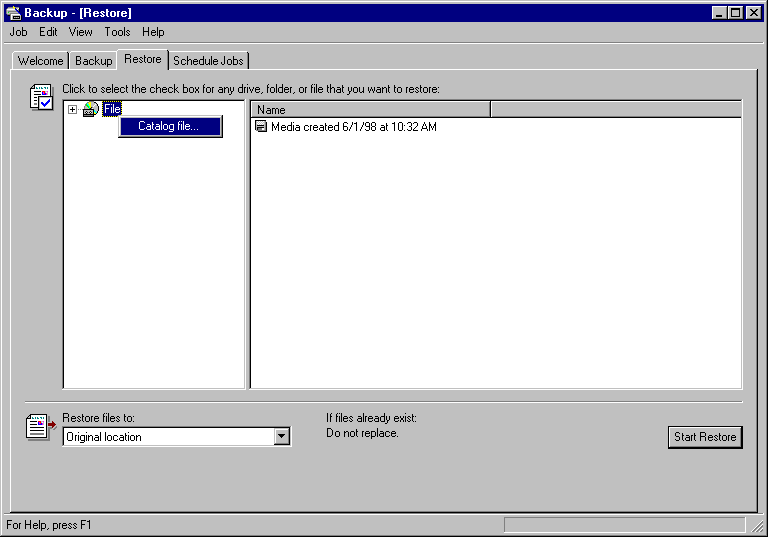 Backup - [Restore]
Job Edit View Tools Help
Welcome Backup Restore Schedule Jobs
Click to select the check box for any drive, folder, or file that you want to restore:
File
Catalog file...
Name
Media created 6/1/98 at 10:32 AM
Restore files to:
Original location
If files already exist:
Do not replace.
Start Restore
For Help, press F1